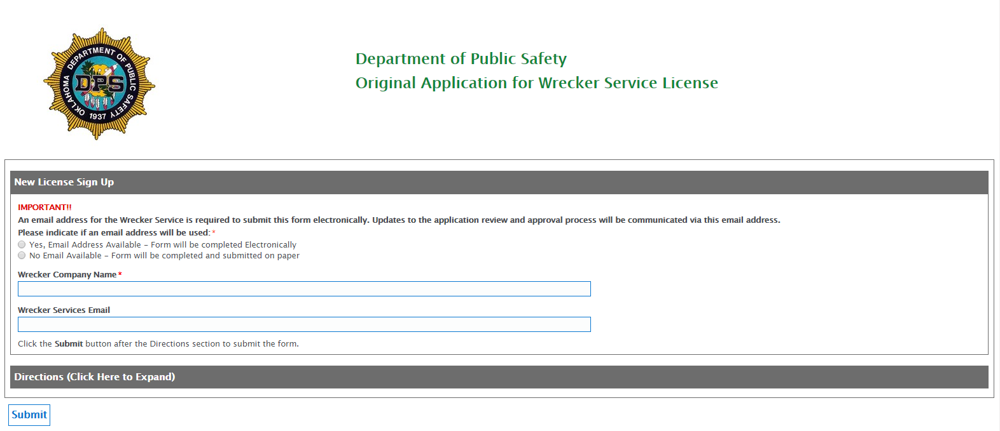 DEPARTMENT OF PUBLIC SAFETY
OKLAHOMA
DPS
1937
Department of Public Safety
Original Application for Wrecker Service License
New License Sign Up
IMPORTANT!!
An email address for the Wrecker Service is required to submit this form electronically. Updates to the application review and approval process will be communicated via this email address.
Please indicate if an email address will be used: *
Yes, Email Address Available - Form will be completed Electronically
No Email Available - Form will be completed and submitted on paper
Wrecker Company Name *
Wrecker Services Email
Click the Submit button after the Directions section to submit the form.
Directions (Click Here to Expand)
Submit